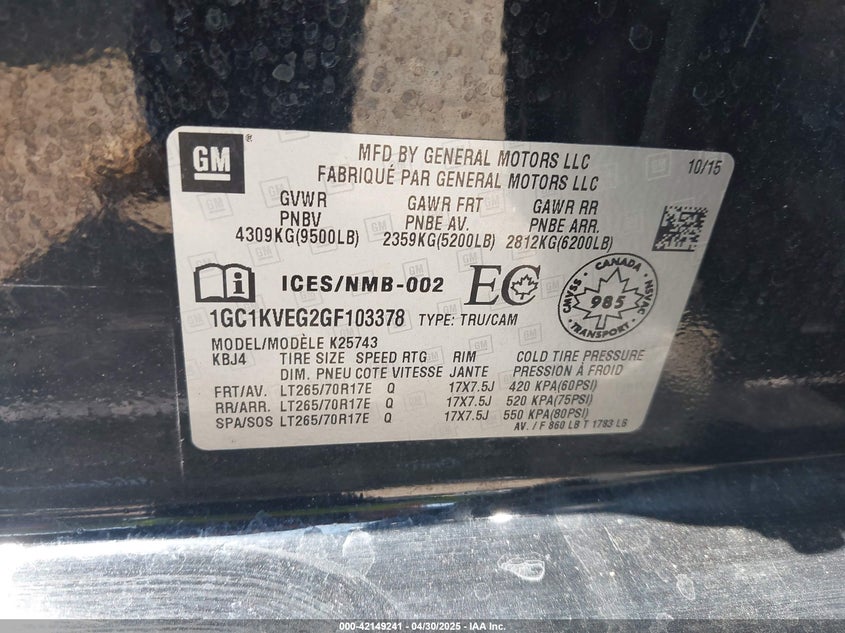 GM
MFD BY GENERAL MOTORS LLC 10/15
FABRIQUÉ PAR GENERAL MOTORS LLC
GVWR GAWR FRT GAWR RR
PNBV PNBE AV. PNBE ARR.
4309KG(9500LB) 2359KG(5200LB) 2812KG(6200LB)
ICES/NMB-002 EC
CANADA
CMVSS 985 NSVAC
TRANSPORT
1GC1KVEG2GF103378 TYPE: TRU/CAM
MODEL/MODÈLE K25743
KBJ4 TIRE SIZE SPEED RTG RIM COLD TIRE PRESSURE
DIM. PNEU COTE VITESSE JANTE PRESSION À FROID
FRT/AV. LT265/70R17E Q 17X7.5J 420 KPA(60PSI)
RR/ARR. LT265/70R17E Q 17X7.5J 520 KPA(75PSI)
SPA/SOS LT265/70R17E Q 17X7.5J 550 KPA(80PSI)
AV. / F 860 LB T 1783 LB
000-42149241 - 04/30/2025 - IAA Inc.